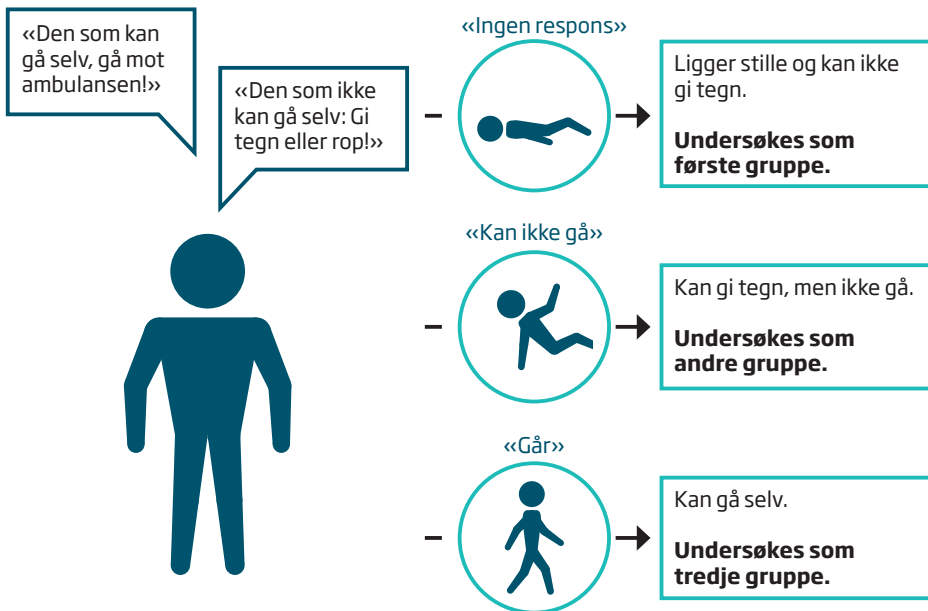 «Den som kan
gå selv, gå mot
ambulansen!»
«Den som ikke
kan gå selv: Gi
tegn eller rop!»
«Ingen respons»
Ligger stille og kan ikke
gi tegn.
Undersøkes som
første gruppe.
«Kan ikke gå»
Kan gi tegn, men ikke gå.
Undersøkes som
andre gruppe.
«Går»
Kan gå selv.
Undersøkes som
tredje gruppe.